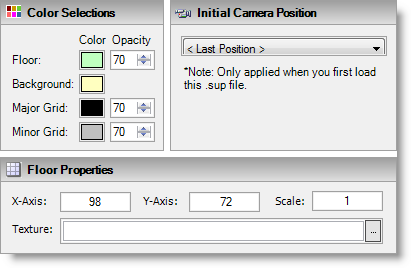 Color Selections
Color Opacity
Floor: 70
Background:
Major Grid: 70
Minor Grid: 70
Initial Camera Position
< Last Position >
*Note: Only applied when you first load
this .sup file.
Floor Properties
X-Axis: 98 Y-Axis: 72 Scale: 1
Texture: ...